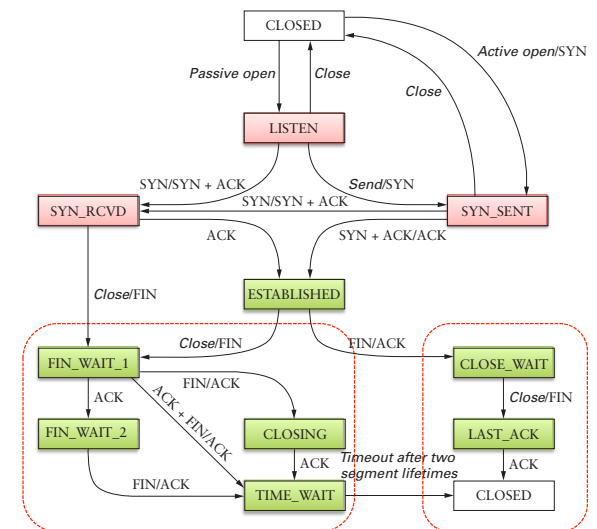 CLOSED
Active open/SYN
Passive open
Close
Close
LISTEN
SYN/SYN + ACK
Send/SYN
SYN/SYN + ACK
SYN_RCVD
SYN_SENT
ACK
SYN + ACK/ACK
Close/FIN
ESTABLISHED
Close/FIN
FIN/ACK
FIN_WAIT_1
CLOSE_WAIT
FIN/ACK
ACK
ACK + FIN/ACK
Close/FIN
FIN_WAIT_2
CLOSING
LAST_ACK
ACK
Timeout after two
segment lifetimes
ACK
FIN/ACK
TIME_WAIT
CLOSED